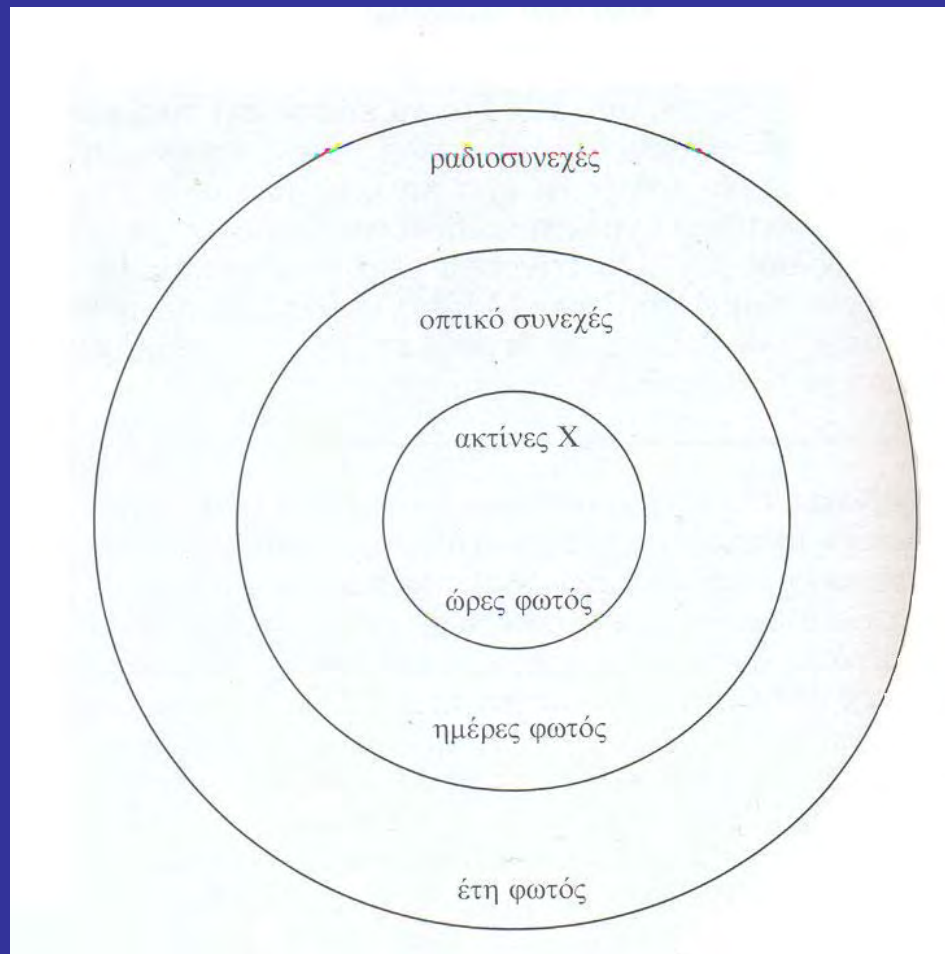 ραδιοσυνεχές
οπτικό συνεχές
ακτίνες Χ
ώρες φωτός
ημέρες φωτός
έτη φωτός